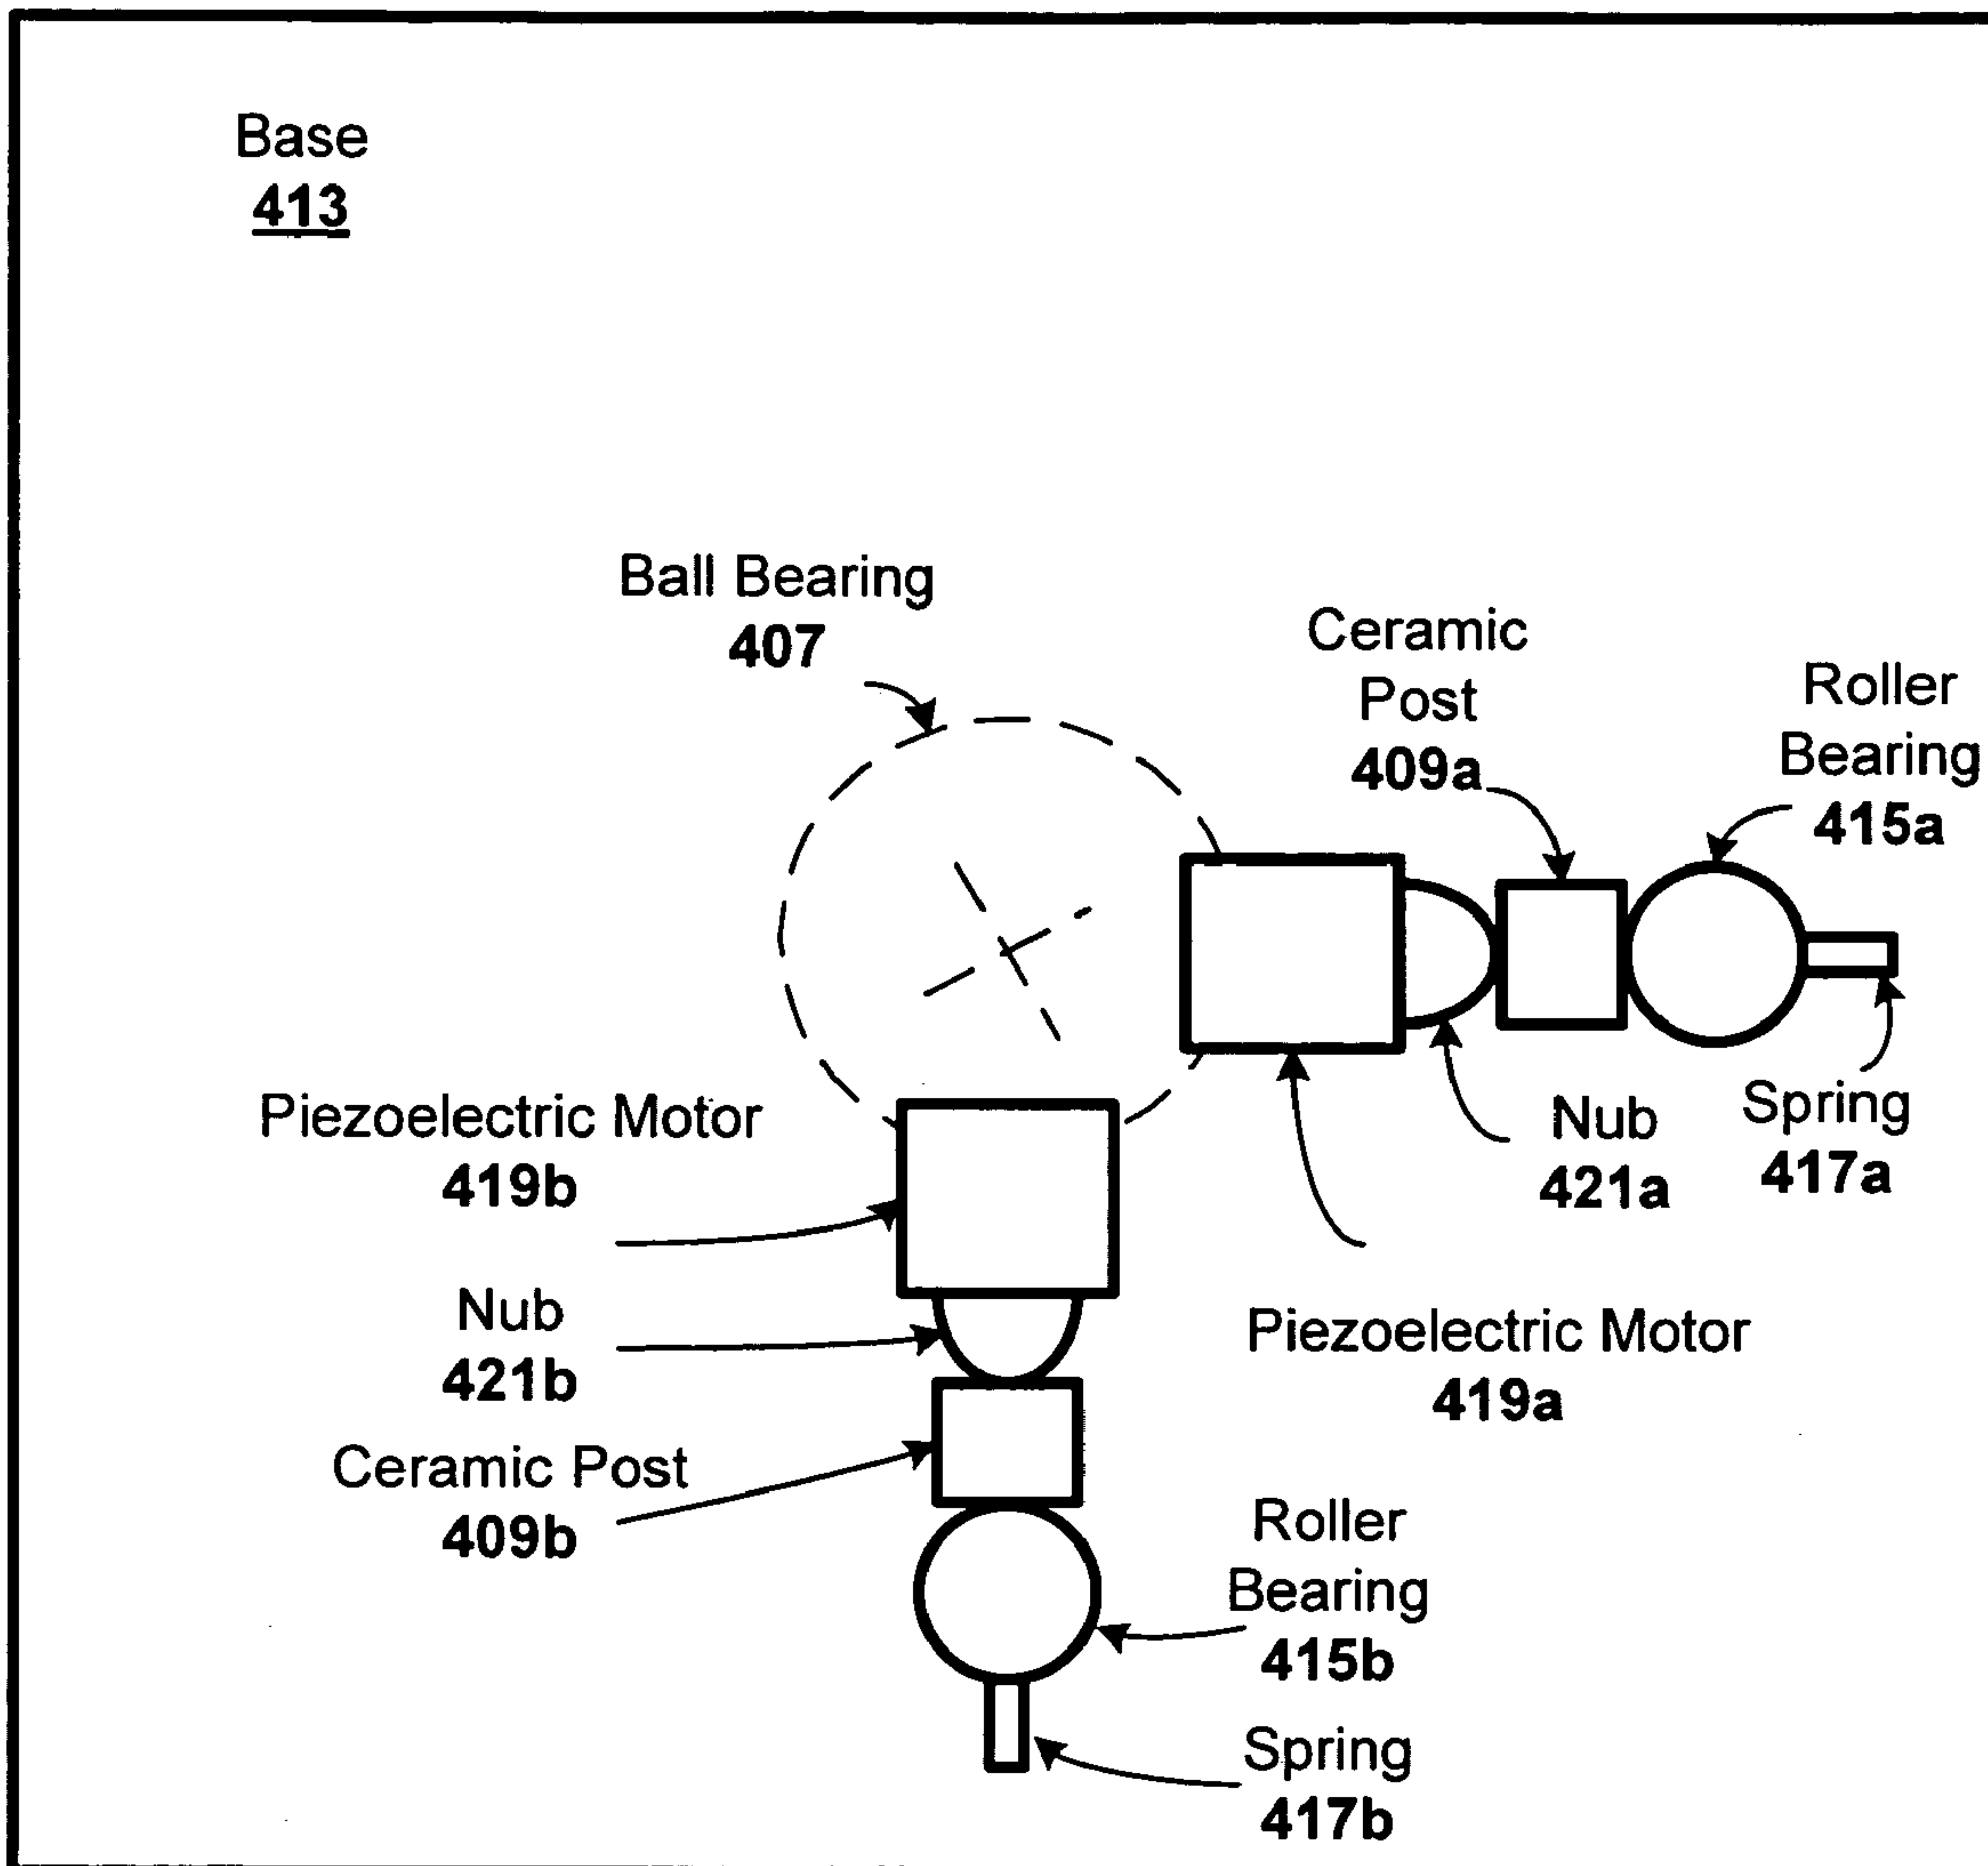 Base
413
Ball Bearing
407
Ceramic
Post
409a
Roller
Bearing
415a
Piezoelectric Motor
419b
Nub
421a
Spring
417a
Nub
421b
Piezoelectric Motor
419a
Ceramic Post
409b
Roller
Bearing
415b
Spring
417b